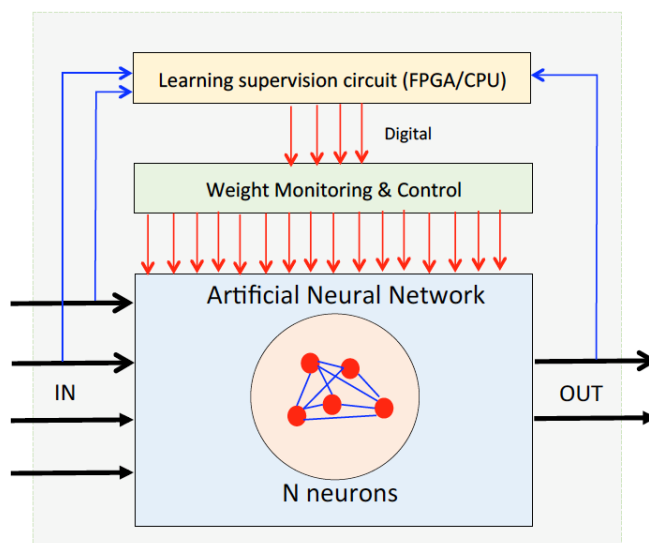 Learning supervision circuit (FPGA/CPU)
Digital
Weight Monitoring & Control
Artificial Neural Network
IN
OUT
N neurons